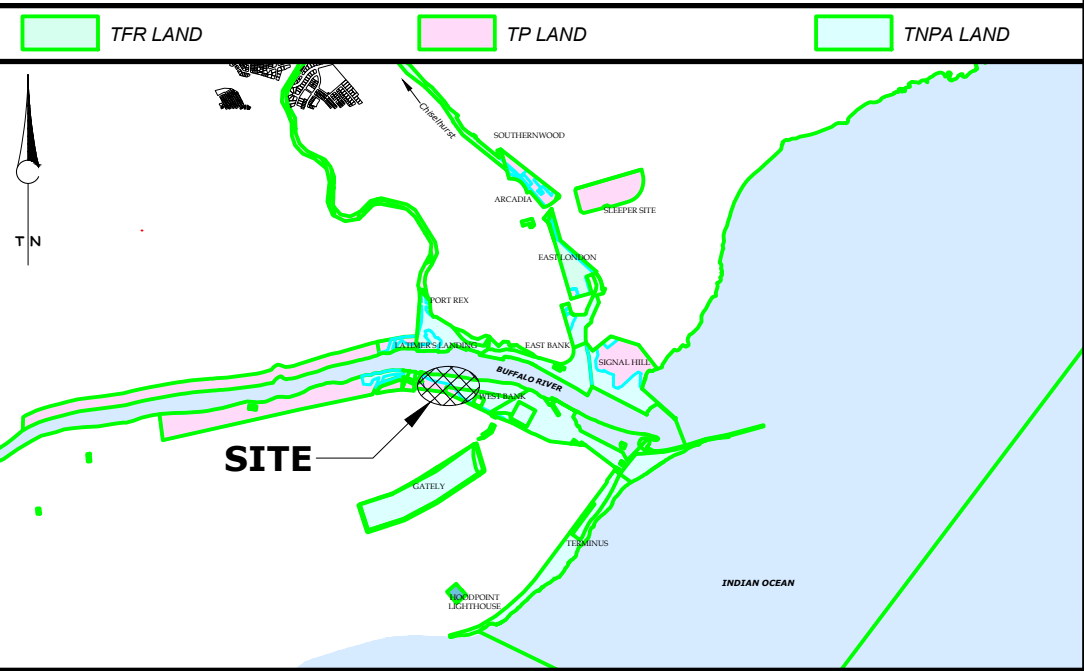 TFR LAND
TP LAND
TNPA LAND
Chiselhurst
SOUTHERNWOOD
ARCADIA
SLEEPER SITE
T N
EAST LONDON
PORT REX
LATIMER'S LANDING
EAST BANK
SIGNAL HILL
BUFFALO RIVER
WEST BANK
SITE
GATELY
TERMINUS
INDIAN OCEAN
HOODPOINT
LIGHTHOUSE